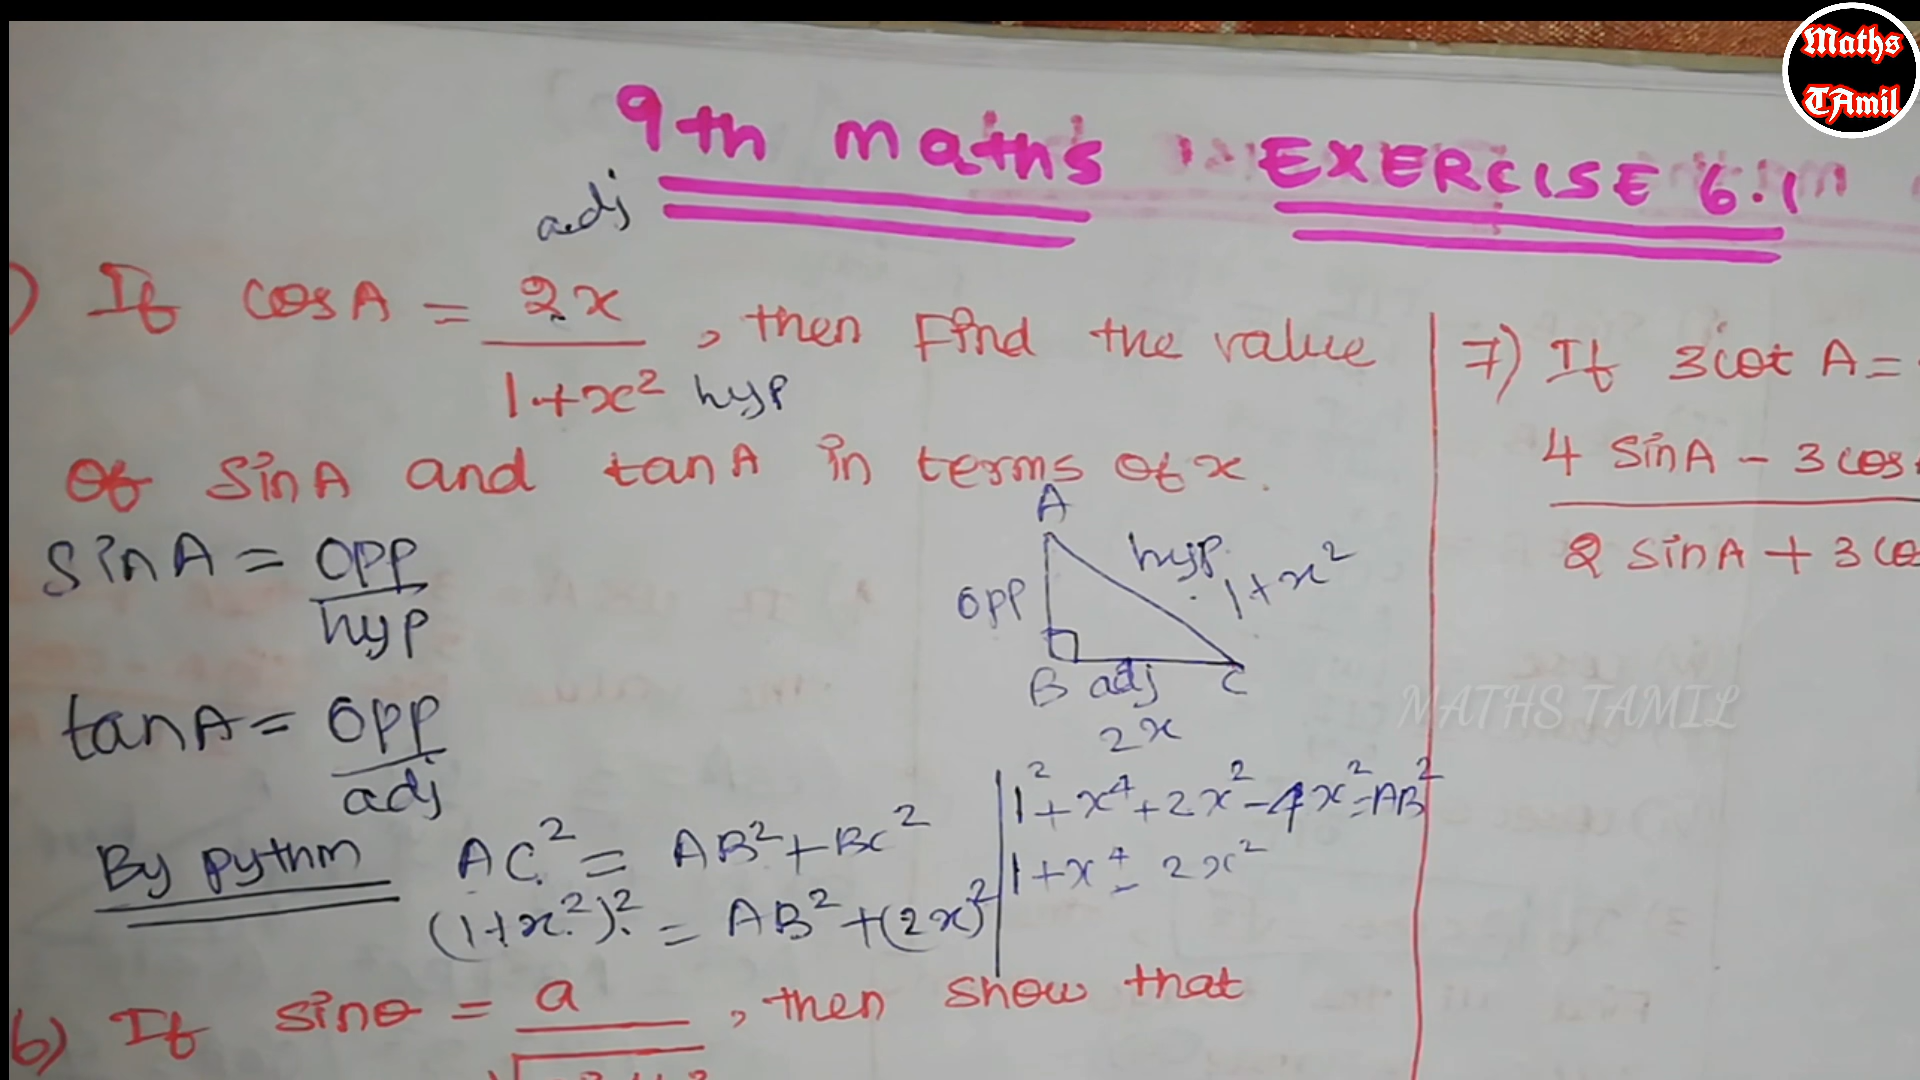 Maths
TAmil
9th maths EXERCISE 6.1
adj
) If cosA = 2x / 1+x² , then Find the value
hyp
of sinA and tanA in terms of x.
sinA = opp / hyp
tanA = opp / adj
A
hyp
1+x²
opp
B adj C
2x
By pythm AC² = AB²+BC²
(1+x²)² = AB²+(2x)²
1²+x⁴+2x²-4x²=AB²
1+x⁴-2x²
6) If sinθ = a , then show that
7) If 3cot A =
4 sinA - 3 cos
2 sinA + 3 co
MATHS TAMIL